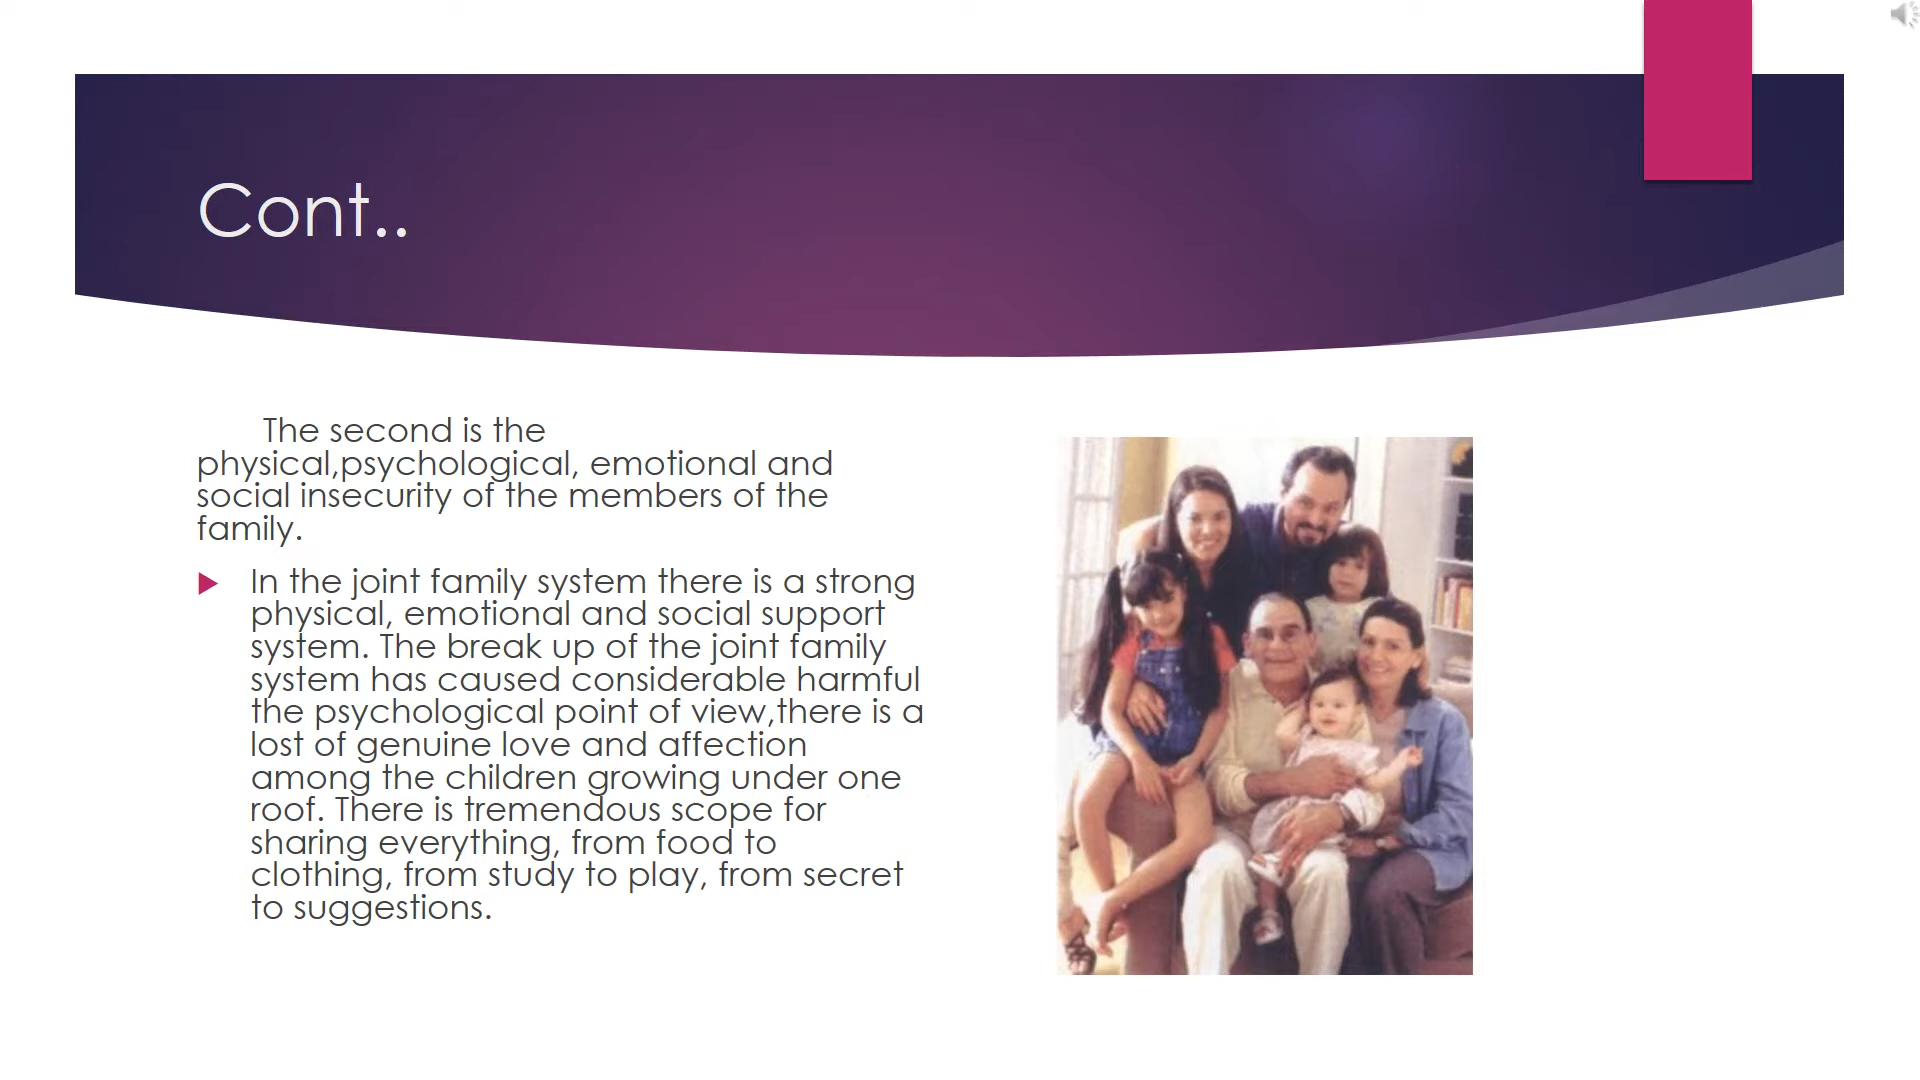 Cont..
The second is the
physical,psychological, emotional and
social insecurity of the members of the
family.
In the joint family system there is a strong
physical, emotional and social support
system. The break up of the joint family
system has caused considerable harmful
the psychological point of view,there is a
lost of genuine love and affection
among the children growing under one
roof. There is tremendous scope for
sharing everything, from food to
clothing, from study to play, from secret
to suggestions.